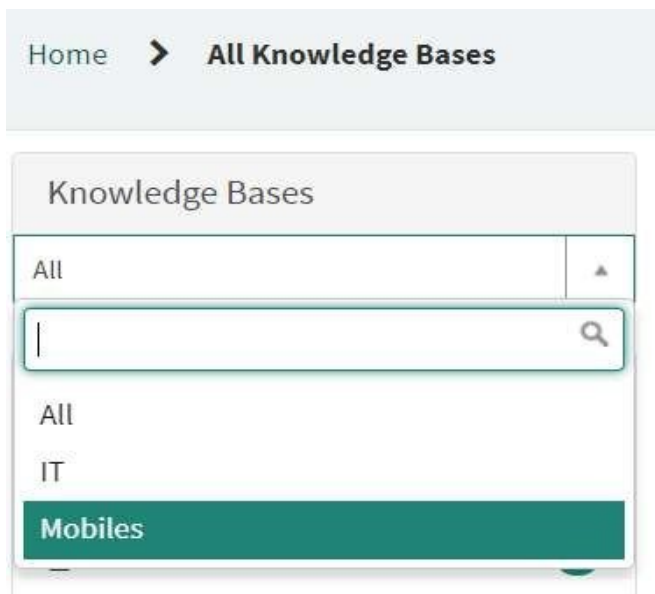 Home > All Knowledge Bases
Knowledge Bases
All
All
IT
Mobiles